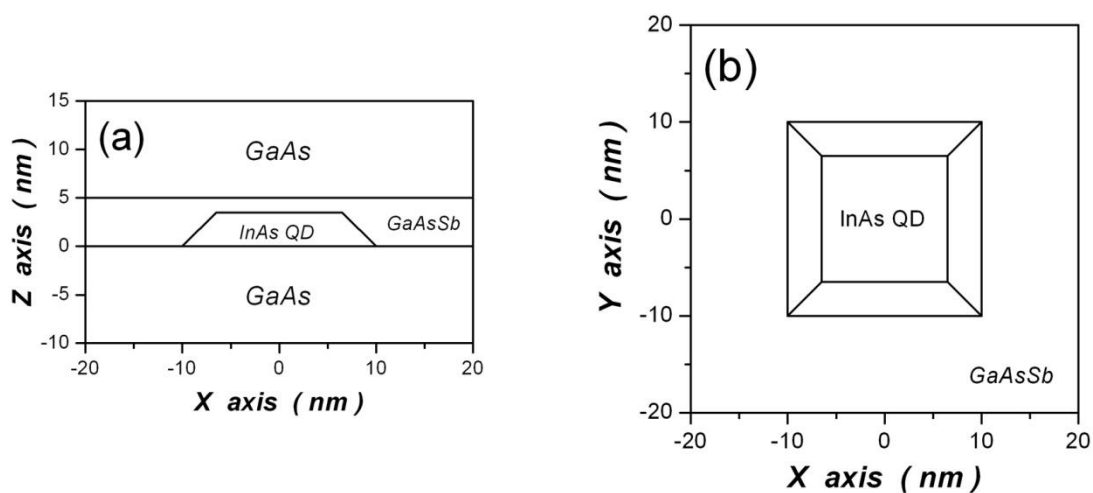 (a)
15
10
5
0
-5
-10
Z axis ( nm )
GaAs
InAs QD
GaAsSb
GaAs
-20
-10
0
10
20
X axis ( nm )
(b)
20
10
0
-10
-20
Y axis ( nm )
InAs QD
GaAsSb
-20
-10
0
10
20
X axis ( nm )